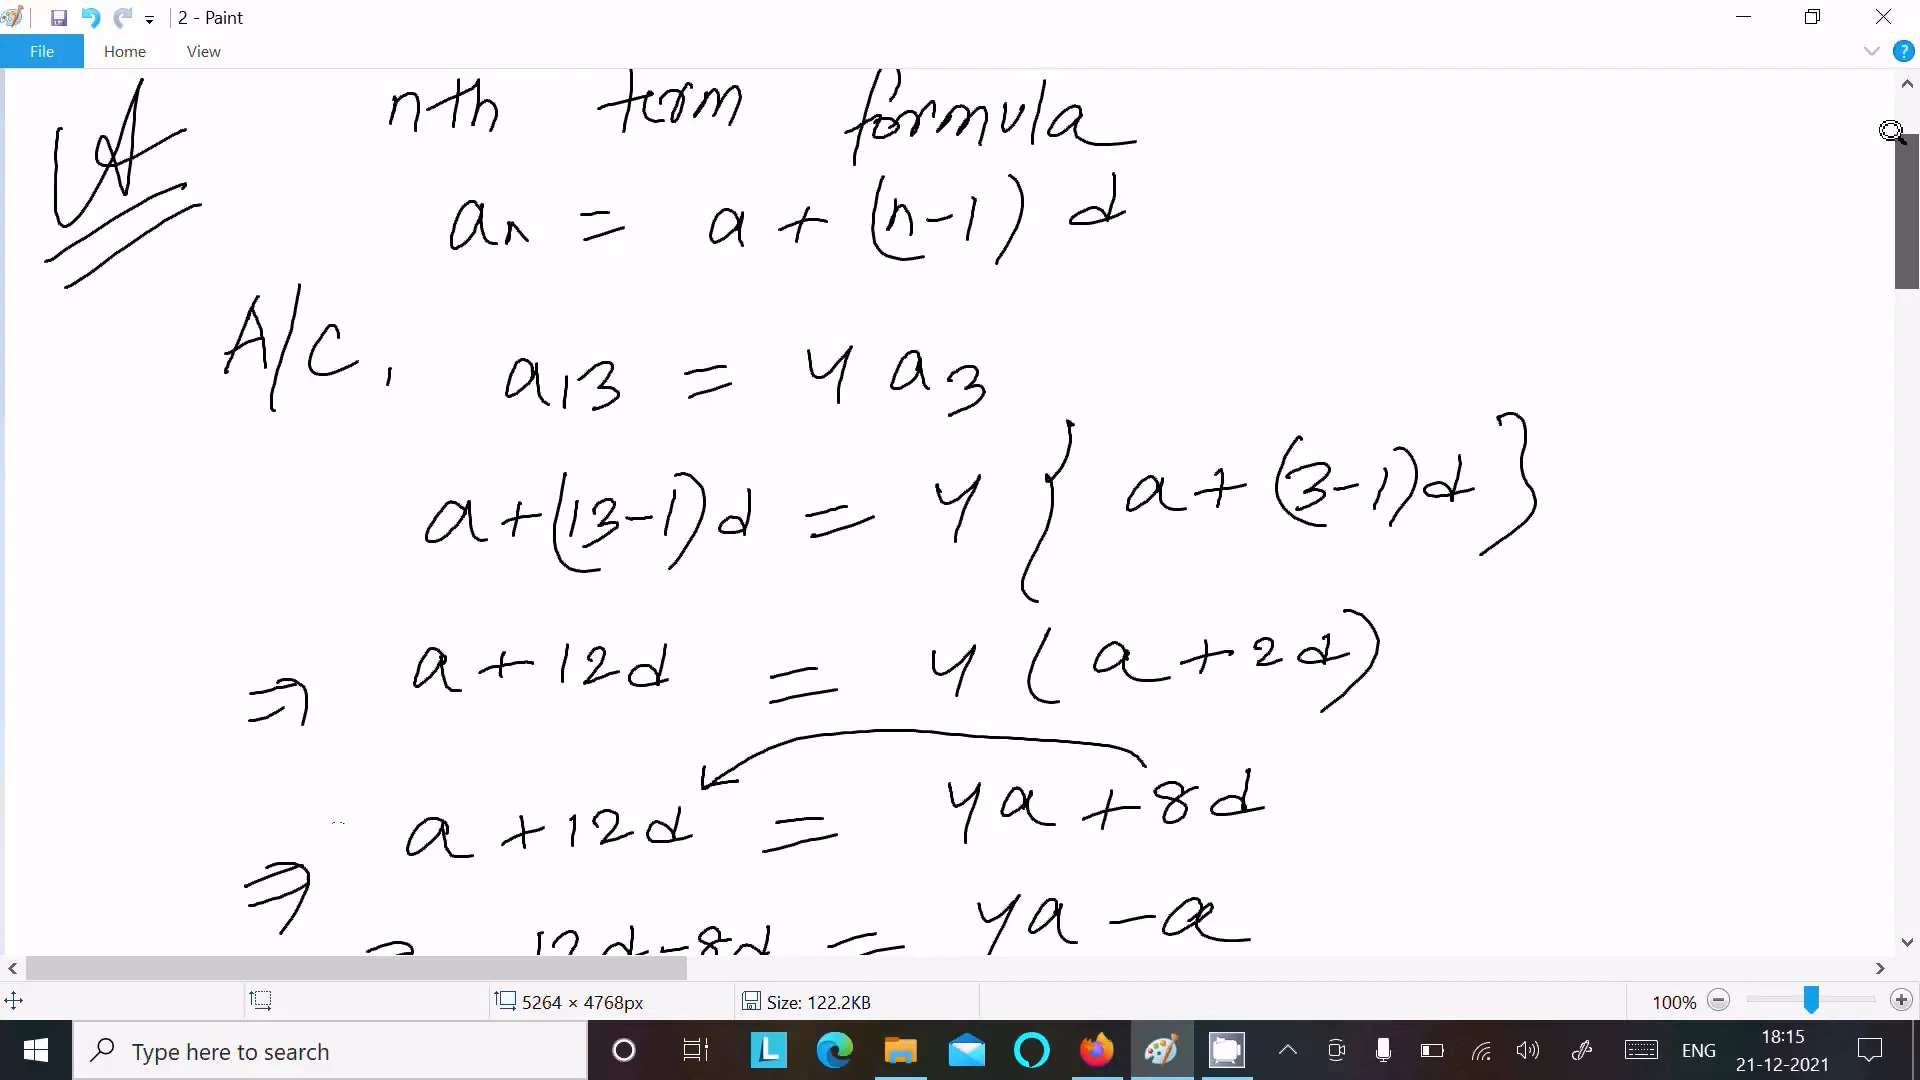 2 - Paint
File Home View
nth term formula
an = a + (n-1) d
A/C, a13 = 4 a3
a+(13-1)d = 4 { a+(3-1)d }
⇒ a + 12d = 4 (a+2d)
a + 12d = 4a + 8d
⇒
⇒ 12d-8d = 4a - a
5264 × 4768px Size: 122.2KB 100%
Type here to search
L
ENG
18:15
21-12-2021